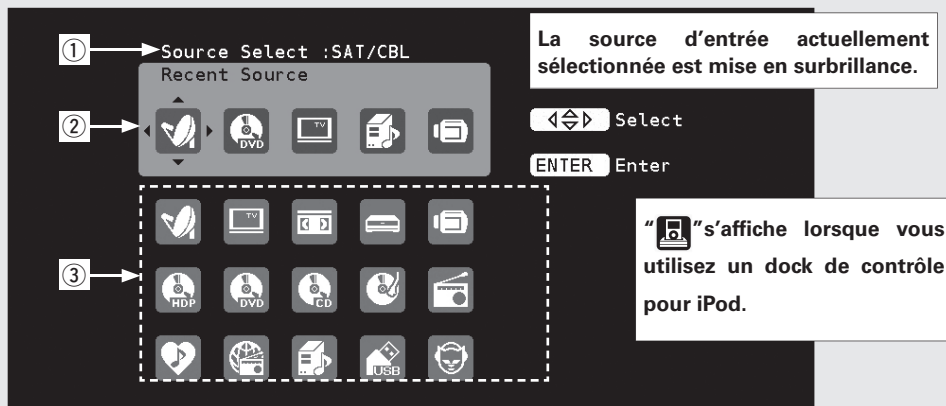 ① Source Select :SAT/CBL
Recent Source
②
DVD
TV
③
TV
HDP
DVD
CD
USB
La source d'entrée actuellement
sélectionnée est mise en surbrillance.
Select
ENTER Enter
“ ”s'affiche lorsque vous
utilisez un dock de contrôle
pour iPod.